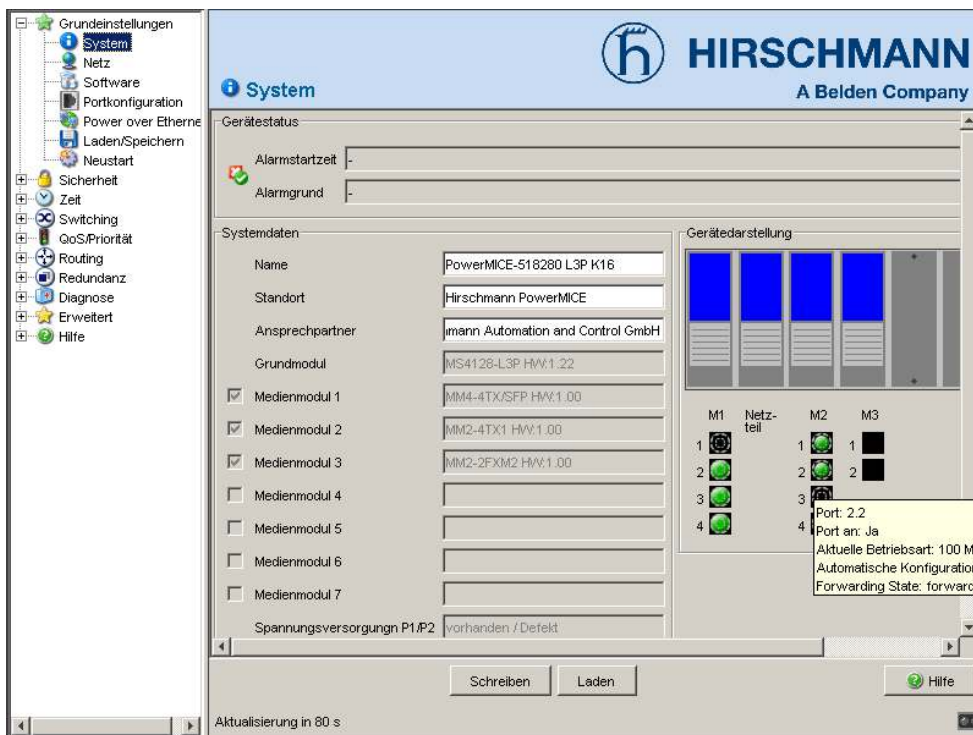 Grundeinstellungen
System
Netz
Software
Portkonfiguration
Power over Etherne
Laden/Speichern
Neustart
Sicherheit
Zeit
Switching
QoS/Priorität
Routing
Redundanz
Diagnose
Erweitert
Hilfe
System
HIRSCHMANN
A Belden Company
Gerätestatus
Alarmstartzeit -
Alarmgrund -
Systemdaten
Name PowerMICE-518280 L3P K16
Standort Hirschmann PowerMICE
Ansprechpartner mann Automation and Control GmbH
Grundmodul MS4128-L3P HW:1.22
Medienmodul 1 MM4-4TX/SFP HW:1.00
Medienmodul 2 MM2-4TX1 HW:1.00
Medienmodul 3 MM2-2FXM2 HW:1.00
Medienmodul 4
Medienmodul 5
Medienmodul 6
Medienmodul 7
Spannungsversorgungn P1/P2 vorhanden / Defekt
Gerätedarstellung
M1 Netz-teil M2 M3
1 1 1
2 2 2
3 3
4 4
Port: 2.2
Port an: Ja
Aktuelle Betriebsart: 100 M
Automatische Konfiguration
Forwarding State: forward
Schreiben Laden Hilfe
Aktualisierung in 80 s